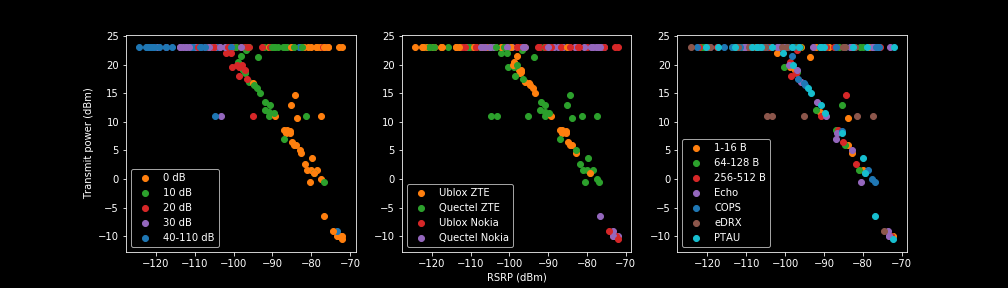 25
20
15
10
5
0
−5
−10
Transmit power (dBm)
0 dB
10 dB
20 dB
30 dB
40-110 dB
−120 −110 −100 −90 −80 −70
25
20
15
10
5
0
−5
−10
Ublox ZTE
Quectel ZTE
Ublox Nokia
Quectel Nokia
−120 −110 −100 −90 −80 −70
RSRP (dBm)
25
20
15
10
5
0
−5
−10
1-16 B
64-128 B
256-512 B
Echo
COPS
eDRX
PTAU
−120 −110 −100 −90 −80 −70